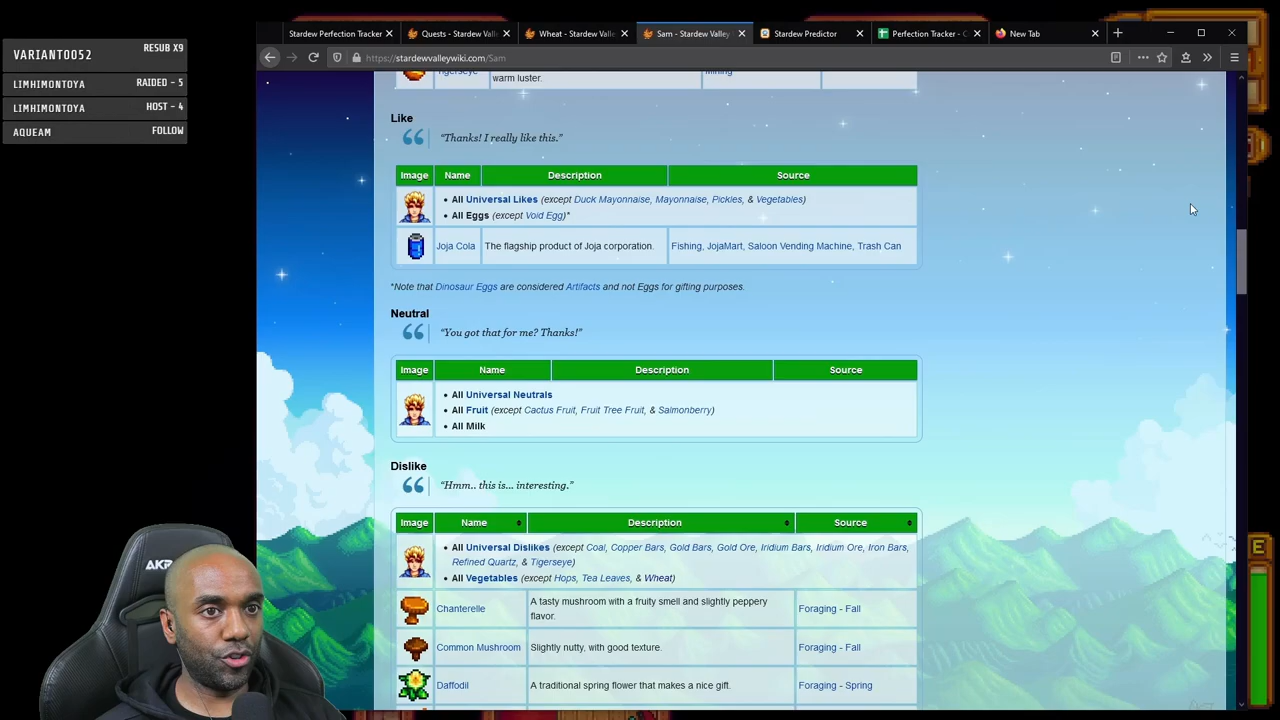 VARIANT0052 RESUB X9
LIMHIMONTOYA RAIDED - 5
LIMHIMONTOYA HOST - 4
AQUEAM FOLLOW
Stardew Perfection Tracker
Quests - Stardew Vall
Wheat - Stardew Valle
Sam - Stardew Valley
Stardew Predictor
Perfection Tracker -
New Tab
https://stardewvalleywiki.com/Sam
Tigerseye warm luster. Mining
Like
“Thanks! I really like this.”
Image Name Description Source
• All Universal Likes (except Duck Mayonnaise, Mayonnaise, Pickles, & Vegetables)
• All Eggs (except Void Egg)*
Joja Cola The flagship product of Joja corporation. Fishing, JojaMart, Saloon Vending Machine, Trash Can
*Note that Dinosaur Eggs are considered Artifacts and not Eggs for gifting purposes.
Neutral
“You got that for me? Thanks!”
Image Name Description Source
• All Universal Neutrals
• All Fruit (except Cactus Fruit, Fruit Tree Fruit, & Salmonberry)
• All Milk
Dislike
“Hmm.. this is... interesting.”
Image Name Description Source
• All Universal Dislikes (except Coal, Copper Bars, Gold Bars, Gold Ore, Iridium Bars, Iridium Ore, Iron Bars,
Refined Quartz, & Tigerseye)
• All Vegetables (except Hops, Tea Leaves, & Wheat)
Chanterelle A tasty mushroom with a fruity smell and slightly peppery
flavor. Foraging - Fall
Common Mushroom Slightly nutty, with good texture. Foraging - Fall
Daffodil A traditional spring flower that makes a nice gift. Foraging - Spring
E